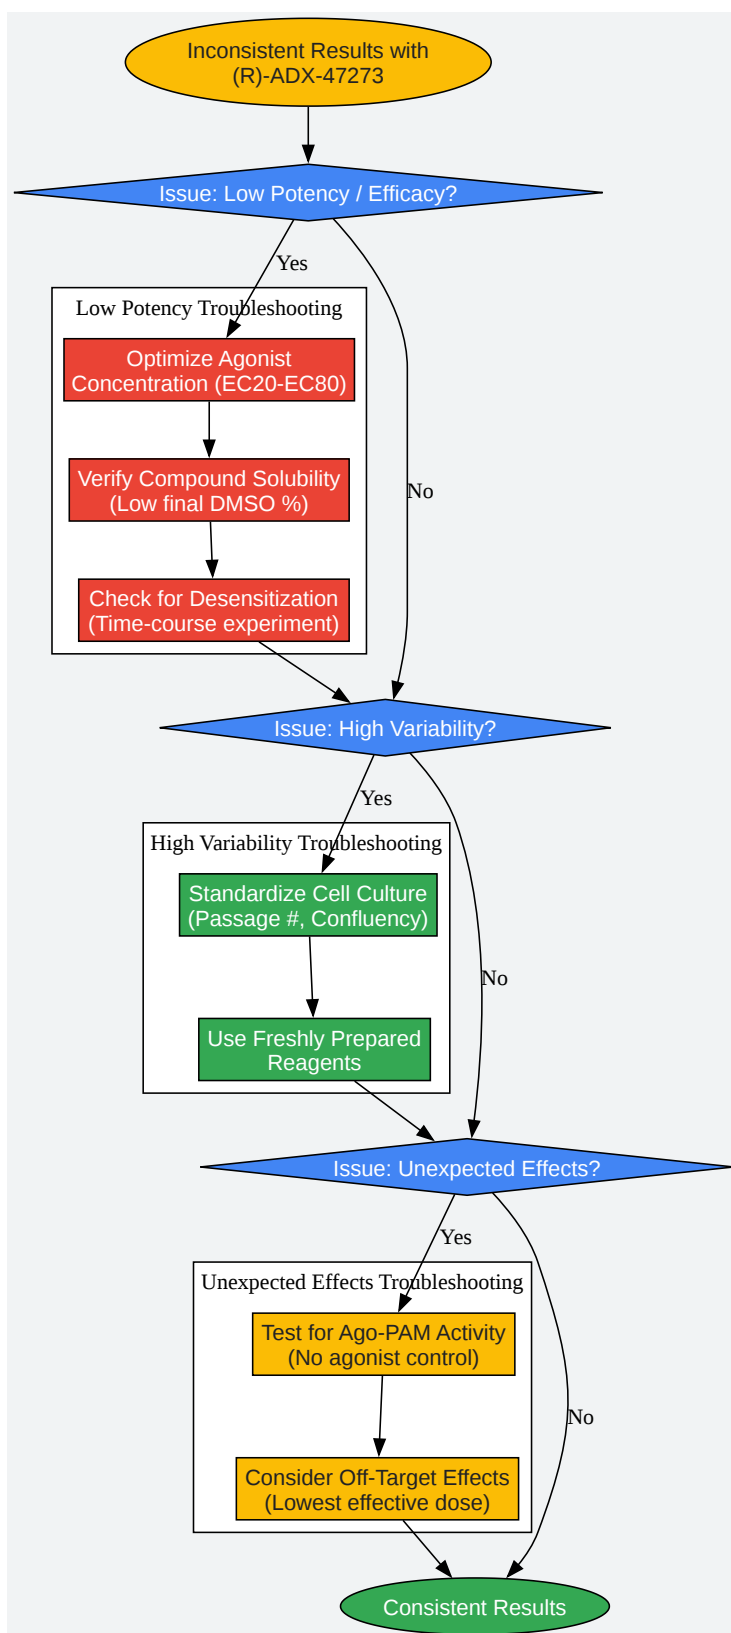 Inconsistent Results with
(R)-ADX-47273
Issue: Low Potency / Efficacy?
Yes
Low Potency Troubleshooting
Optimize Agonist
Concentration (EC20-EC80)
Verify Compound Solubility
(Low final DMSO %)
No
Check for Desensitization
(Time-course experiment)
Issue: High Variability?
Yes
High Variability Troubleshooting
Standardize Cell Culture
(Passage #, Confluency)
No
Use Freshly Prepared
Reagents
Issue: Unexpected Effects?
Yes
Unexpected Effects Troubleshooting
Test for Ago-PAM Activity
(No agonist control)
No
Consider Off-Target Effects
(Lowest effective dose)
Consistent Results